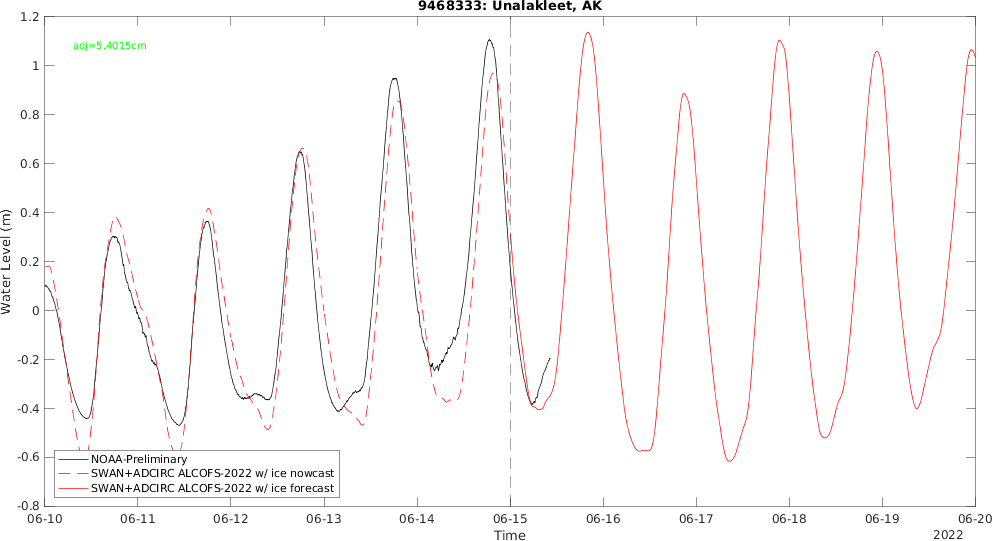 9468333: Unalakleet, AK
adj=5.4015cm
Water Level (m)
1.2
1
0.8
0.6
0.4
0.2
0
-0.2
-0.4
-0.6
-0.8
NOAA-Preliminary
SWAN+ADCIRC ALCOFS-2022 w/ ice nowcast
SWAN+ADCIRC ALCOFS-2022 w/ ice forecast
06-10 06-11 06-12 06-13 06-14 06-15 06-16 06-17 06-18 06-19 06-20
Time
2022